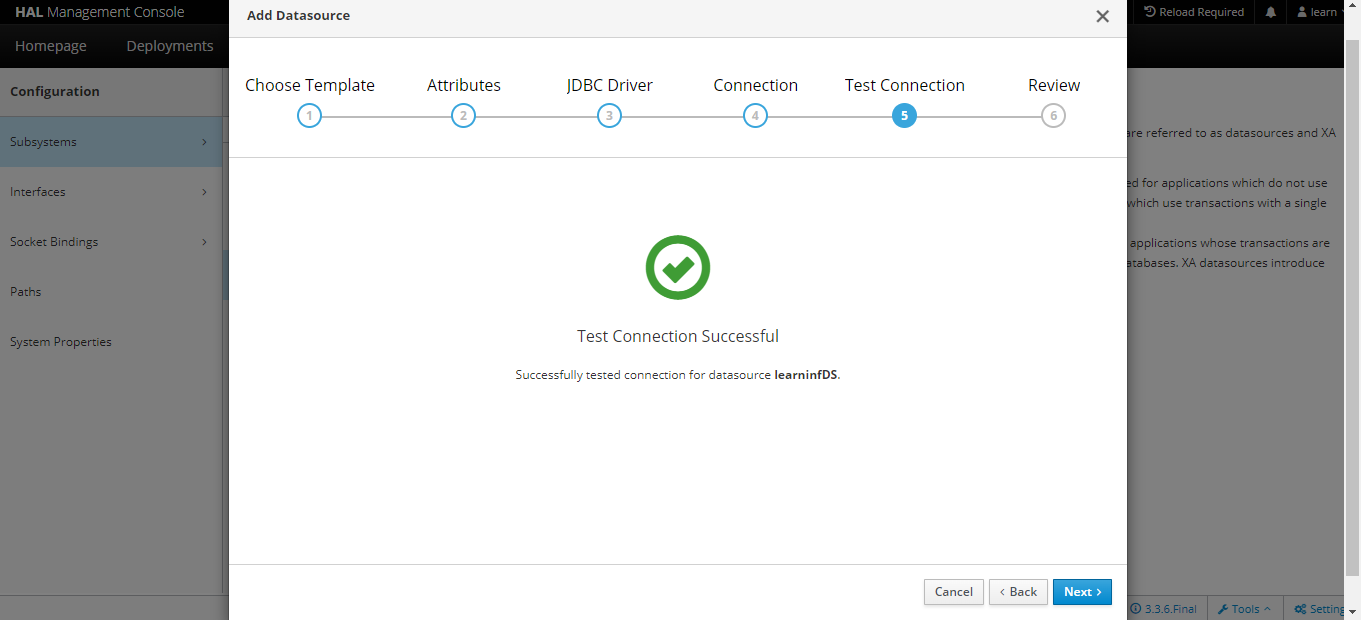 HAL Management Console
Reload Required
learn
Homepage
Deployments
Configuration
Subsystems
Interfaces
Socket Bindings
Paths
System Properties
Add Datasource
Choose Template
Attributes
JDBC Driver
Connection
Test Connection
Review
1
2
3
4
5
6
Test Connection Successful
Successfully tested connection for datasource learninfDS.
Cancel
Back
Next
are referred to as datasources and XA
ed for applications which do not use
which use transactions with a single
applications whose transactions are
atabases. XA datasources introduce
3.3.6.Final
Tools
Setting